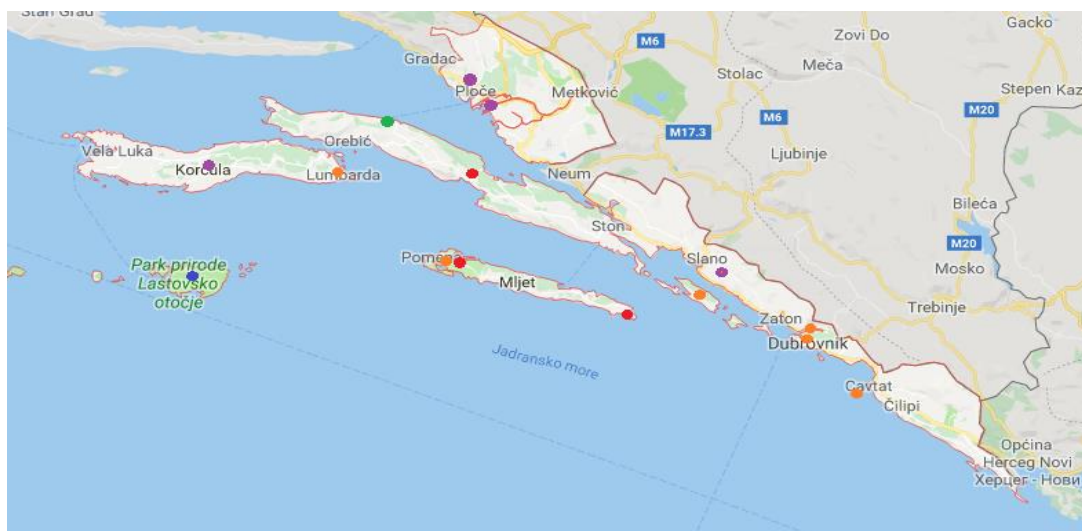 Stari Grad
Gacko
Zovi Do
Gradac
M6
Meča
Stolac
Stepen
Ploče
Metković
M20
M6
M17.3
Orebić
Vela Luka
Ljubinje
Korčula
Lumbarda
Neum
Bileća
Ston
M20
Pomena
Slano
Mosko
Park prirode
Lastovsko
otočje
Mljet
Trebinje
Zaton
Dubrovnik
Jadransko more
Cavtat
Čilipi
Općina
Herceg Novi
Херцег - Нови